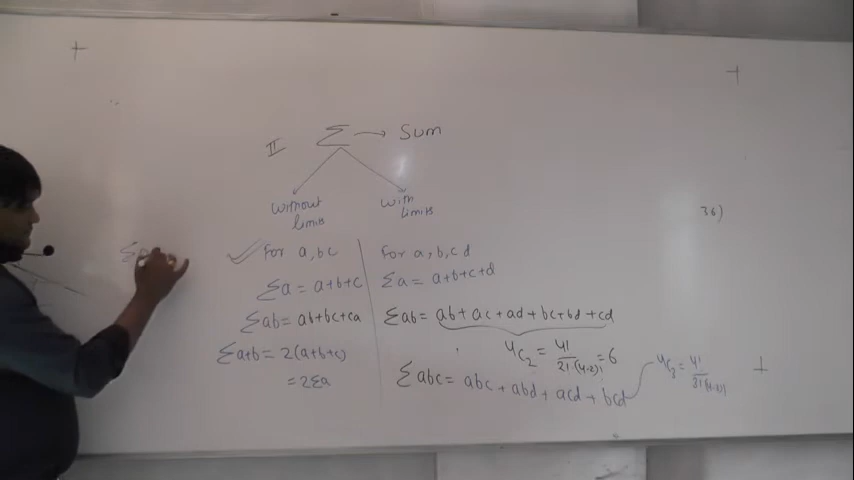 II Σ → Sum
without limits
with limits
36)
for a, b c
Σa = a+b+c
Σab = ab+bc+ca
Σa+b = 2(a+b+c)
= 2Σa
for a, b, c d
Σa = a+b+c+d
Σab = ab + ac + ad + bc + bd + cd
4C2 = 4! / 2!(4-2)! = 6
Σabc = abc + abd + acd + bcd
4C3 = 4! / 3!(4-3)!
Σ